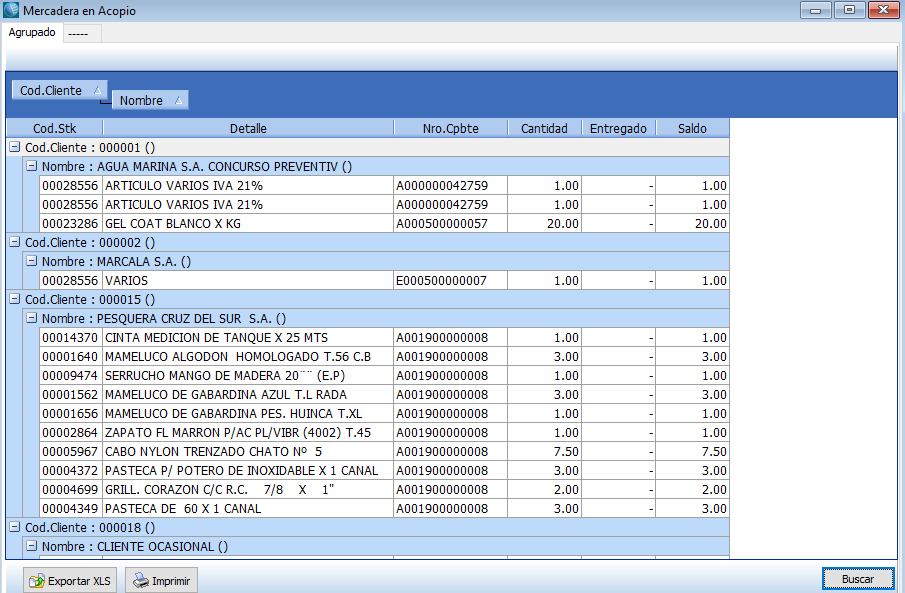 Mercadera en Acopio
Agrupado -----
Cod.Cliente
Nombre
Cod.Stk Detalle Nro.Cpbte Cantidad Entregado Saldo
Cod.Cliente : 000001 ()
Nombre : AGUA MARINA S.A. CONCURSO PREVENTIV ()
00028556 ARTICULO VARIOS IVA 21% A000000042759 1.00 - 1.00
00028556 ARTICULO VARIOS IVA 21% A000000042759 1.00 - 1.00
00023286 GEL COAT BLANCO X KG A000500000057 20.00 - 20.00
Cod.Cliente : 000002 ()
Nombre : MARCALA S.A. ()
00028556 VARIOS E000500000007 1.00 - 1.00
Cod.Cliente : 000015 ()
Nombre : PESQUERA CRUZ DEL SUR S.A. ()
00014370 CINTA MEDICION DE TANQUE X 25 MTS A001900000008 1.00 - 1.00
00001640 MAMELUCO ALGODON HOMOLOGADO T.56 C.B A001900000008 3.00 - 3.00
00009474 SERRUCHO MANGO DE MADERA 20¨¨ (E.P) A001900000008 1.00 - 1.00
00001562 MAMELUCO DE GABARDINA AZUL T.L RADA A001900000008 3.00 - 3.00
00001656 MAMELUCO DE GABARDINA PES. HUINCA T.XL A001900000008 1.00 - 1.00
00002864 ZAPATO FL MARRON P/AC PL/VIBR (4002) T.45 A001900000008 1.00 - 1.00
00005967 CABO NYLON TRENZADO CHATO Nº 5 A001900000008 7.50 - 7.50
00004372 PASTECA P/ POTERO DE INOXIDABLE X 1 CANAL A001900000008 3.00 - 3.00
00004699 GRILL. CORAZON C/C R.C. 7/8 X 1" A001900000008 2.00 - 2.00
00004349 PASTECA DE 60 X 1 CANAL A001900000008 3.00 - 3.00
Cod.Cliente : 000018 ()
Nombre : CLIENTE OCASIONAL ()
Exportar XLS Imprimir Buscar